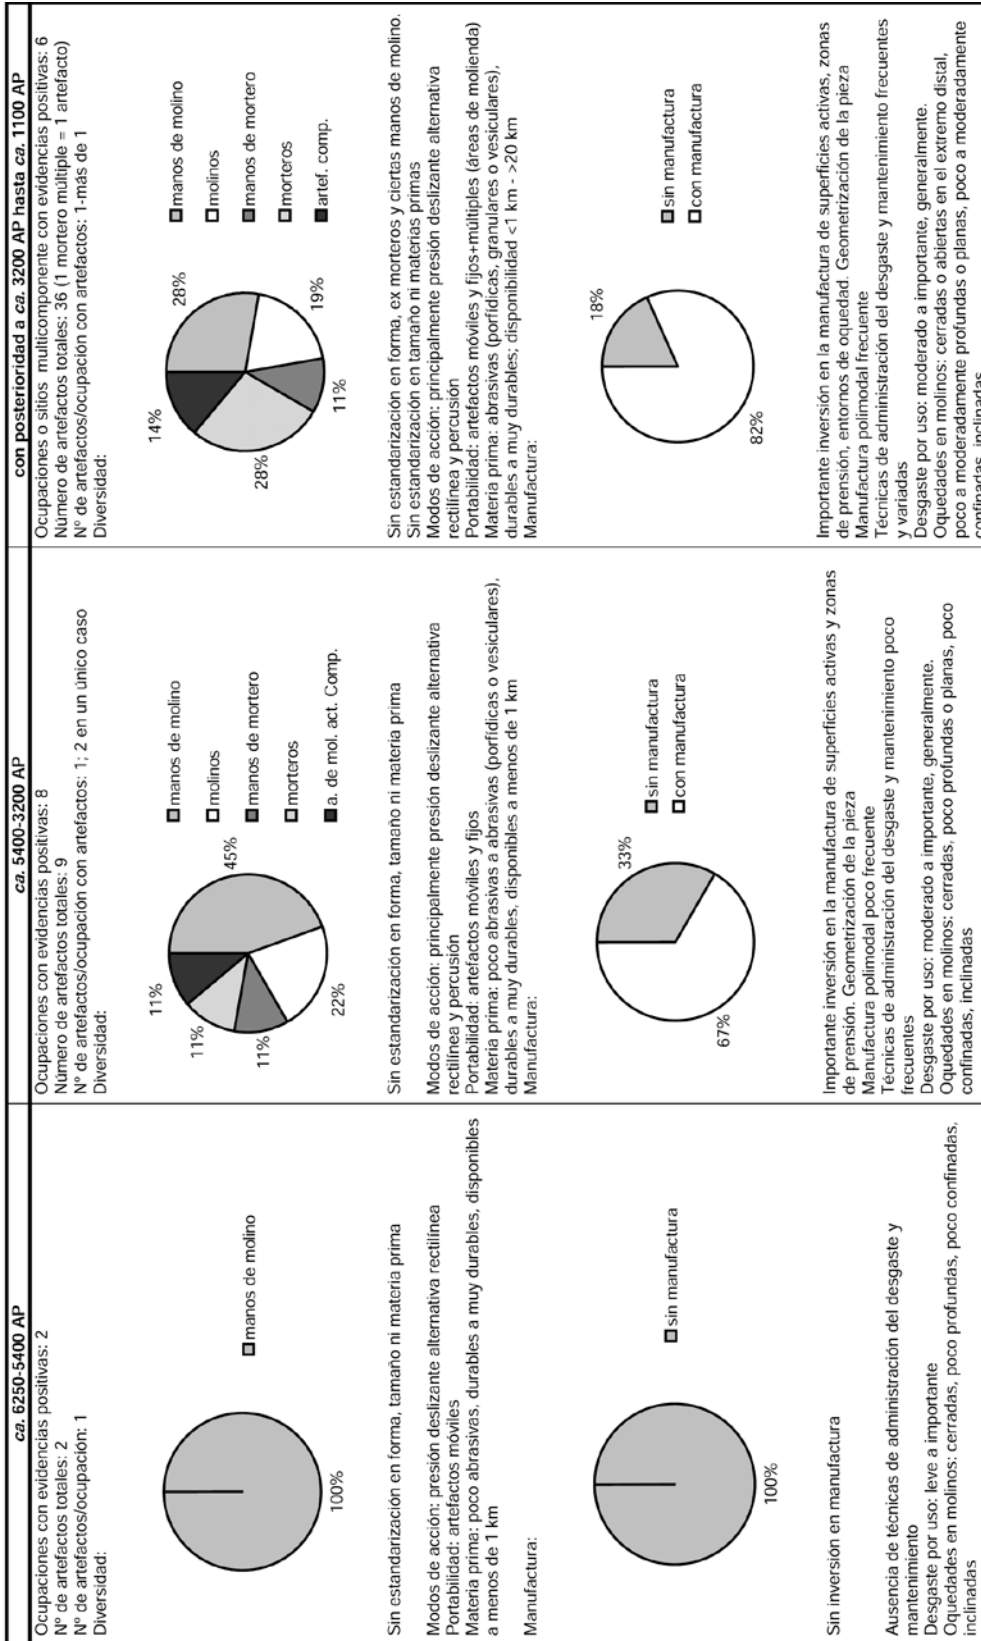 ca. 6250-5400 AP
Ocupaciones con evidencias positivas: 2
Nº de artefactos totales: 2
Nº de artefactos/ocupación: 1
Diversidad:
manos de molino
100%
Sin estandarización en forma, tamaño ni materia prima
Modos de acción: presión deslizante alternativa rectilínea
Portabilidad: artefactos móviles
Materia prima: poco abrasivas, durables a muy durables, disponibles
a menos de 1 km
Manufactura:
sin manufactura
100%
Sin inversión en manufactura
Ausencia de técnicas de administración del desgaste y
mantenimiento
Desgaste por uso: leve a importante
Oquedades en molinos: cerradas, poco profundas, poco confinadas,
inclinadas
ca. 5400-3200 AP
Ocupaciones con evidencias positivas: 8
Número de artefactos totales: 9
N° de artefactos/ocupación con artefactos: 1; 2 en un único caso
Diversidad:
manos de molino
molinos
manos de mortero
morteros
a. de mol. act. Comp.
11%
45%
11%
11%
22%
Sin estandarización en forma, tamaño ni materia prima
Modos de acción: principalmente presión deslizante alternativa
rectilínea y percusión
Portabilidad: artefactos móviles y fijos
Materia prima: poco abrasivas a abrasivas (porfídicas o vesiculares),
durables a muy durables, disponibles a menos de 1 km
Manufactura:
sin manufactura
con manufactura
33%
67%
Importante inversión en la manufactura de superficies activas y zonas
de prensión. Geometrización de la pieza
Manufactura polimodal poco frecuente
Técnicas de administración del desgaste y mantenimiento poco
frecuentes
Desgaste por uso: moderado a importante, generalmente.
Oquedades en molinos: cerradas, poco profundas o planas, poco
confinadas, inclinadas
con posterioridad a ca. 3200 AP hasta ca. 1100 AP
Ocupaciones o sitios multicomponente con evidencias positivas: 6
Número de artefactos totales: 36 (1 mortero múltiple = 1 artefacto)
N° de artefactos/ocupación con artefactos: 1-más de 1
Diversidad:
manos de molino
molinos
manos de mortero
morteros
artef. comp.
14%
28%
28%
19%
11%
Sin estandarización en forma, ex morteros y ciertas manos de molino.
Sin estandarización en tamaño ni materias primas
Modos de acción: principalmente presión deslizante alternativa
rectilínea y percusión
Portabilidad: artefactos móviles y fijos+múltiples (áreas de molienda)
Materia prima: abrasivas (porfídicas, granulares o vesiculares),
durables a muy durables; disponibilidad <1 km - >20 km
Manufactura:
sin manufactura
con manufactura
18%
82%
Importante inversión en la manufactura de superficies activas, zonas
de prensión, entornos de oquedad. Geometrización de la pieza
Manufactura polimodal frecuente
Técnicas de administración del desgaste y mantenimiento frecuentes
y variadas
Desgaste por uso: moderado a importante, generalmente.
Oquedades en molinos: cerradas o abiertas en el extremo distal,
poco a moderadamente profundas o planas, poco a moderadamente
confinadas, inclinadas